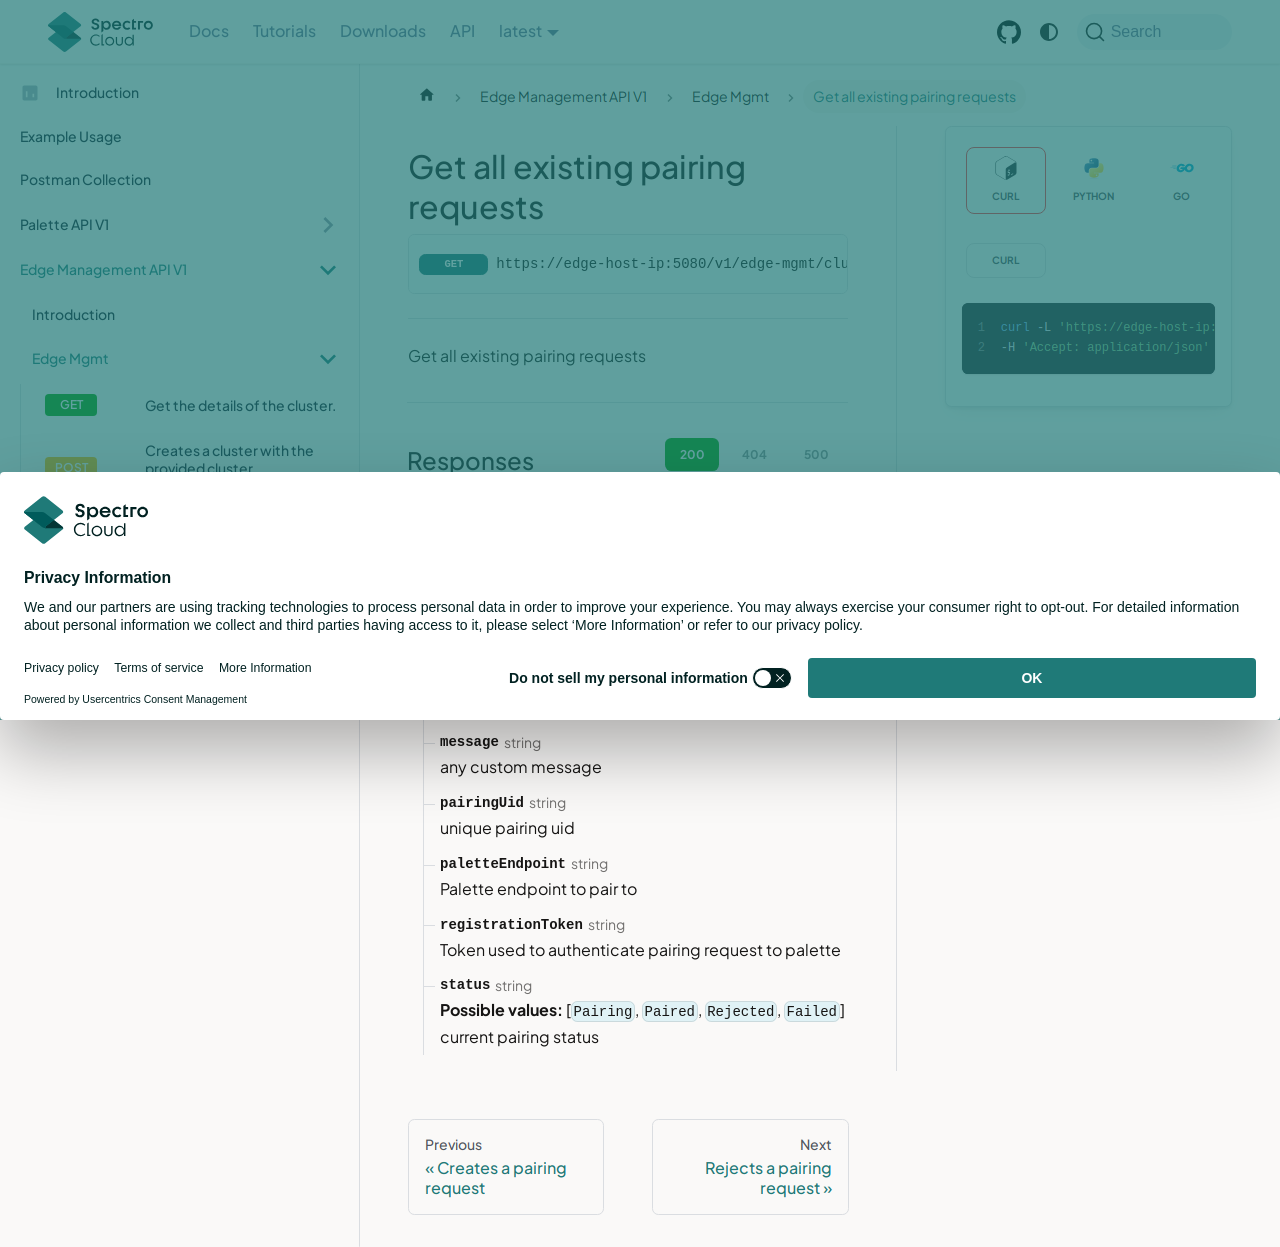 Spectro Cloud
Docs
Tutorials
Downloads
API
latest
Search
Introduction
Example Usage
Postman Collection
Palette API V1
Edge Management API V1
Introduction
Edge Mgmt
GET Get the details of the cluster.
POST Creates a cluster with the
provided cluster
Edge Management API V1
Edge Mgmt
Get all existing pairing requests
Get all existing pairing
requests
GET https://edge-host-ip:5080/v1/edge-mgmt/clu
Get all existing pairing requests
Responses
200
404
500
CURL
PYTHON
GO
CURL
1 curl -L 'https://edge-host-ip:
2 -H 'Accept: application/json'
Spectro
Cloud
Privacy Information
We and our partners are using tracking technologies to process personal data in order to improve your experience. You may always exercise your consumer right to opt-out. For detailed information
about personal information we collect and third parties having access to it, please select ‘More Information’ or refer to our privacy policy.
Privacy policy
Terms of service
More Information
Powered by Usercentrics Consent Management
Do not sell my personal information
OK
message string
any custom message
pairingUid string
unique pairing uid
paletteEndpoint string
Palette endpoint to pair to
registrationToken string
Token used to authenticate pairing request to palette
status string
Possible values: [Pairing, Paired, Rejected, Failed]
current pairing status
Previous
« Creates a pairing
request
Next
Rejects a pairing
request »